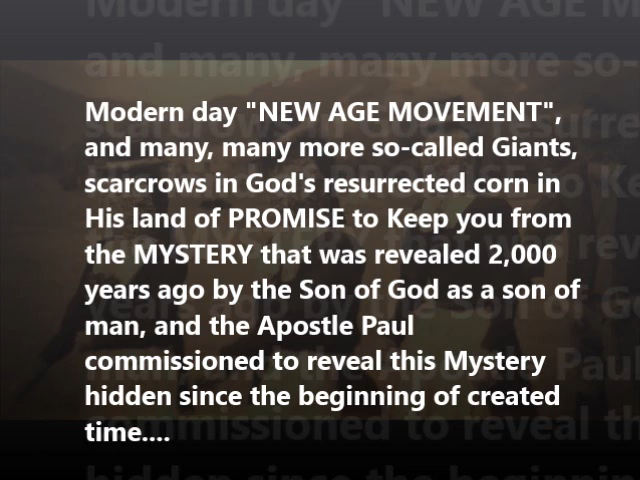 Modern day "NEW AGE MOVEMENT",
and many, many more so-called Giants,
scarcrows in God's resurrected corn in
His land of PROMISE to Keep you from
the MYSTERY that was revealed 2,000
years ago by the Son of God as a son of
man, and the Apostle Paul
commissioned to reveal this Mystery
hidden since the beginning of created
time....